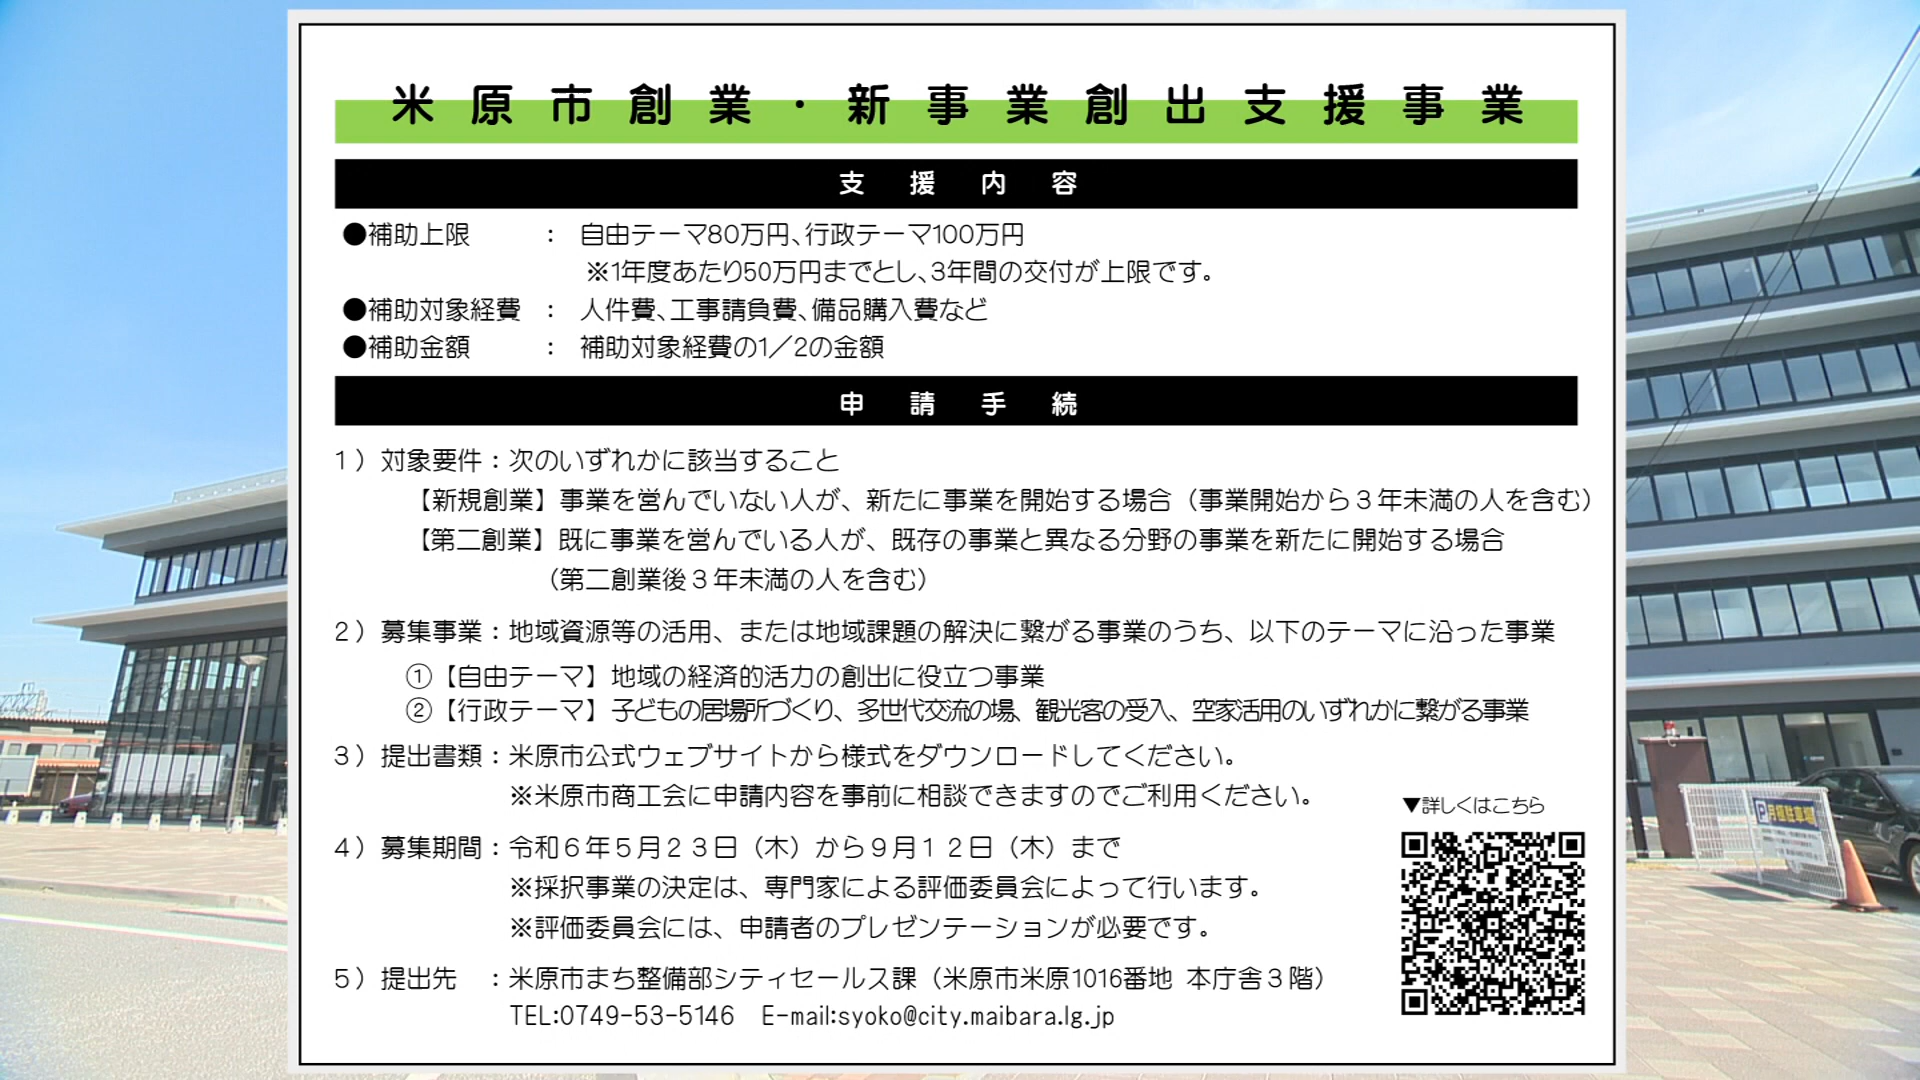 米原市創業・新事業創出支援事業
支援内容
●補助上限　：　自由テーマ80万円、行政テーマ100万円
※1年度あたり50万円までとし、3年間の交付が上限です。
●補助対象経費　：　人件費、工事請負費、備品購入費など
●補助金額　：　補助対象経費の1／2の金額
申請手続
１）対象要件：次のいずれかに該当すること
【新規創業】事業を営んでいない人が、新たに事業を開始する場合（事業開始から３年未満の人を含む）
【第二創業】既に事業を営んでいる人が、既存の事業と異なる分野の事業を新たに開始する場合
（第二創業後３年未満の人を含む）
２）募集事業：地域資源等の活用、または地域課題の解決に繋がる事業のうち、以下のテーマに沿った事業
①【自由テーマ】地域の経済的活力の創出に役立つ事業
②【行政テーマ】子どもの居場所づくり、多世代交流の場、観光客の受入、空家活用のいずれかに繋がる事業
３）提出書類：米原市公式ウェブサイトから様式をダウンロードしてください。
※米原市商工会に申請内容を事前に相談できますのでご利用ください。
▼詳しくはこちら
４）募集期間：令和６年５月２３日（木）から９月１２日（木）まで
※採択事業の決定は、専門家による評価委員会によって行います。
※評価委員会には、申請者のプレゼンテーションが必要です。
５）提出先　：米原市まち整備部シティセールス課（米原市米原1016番地 本庁舎３階）
TEL:0749-53-5146　E-mail:syoko@city.maibara.lg.jp
P月極駐車場